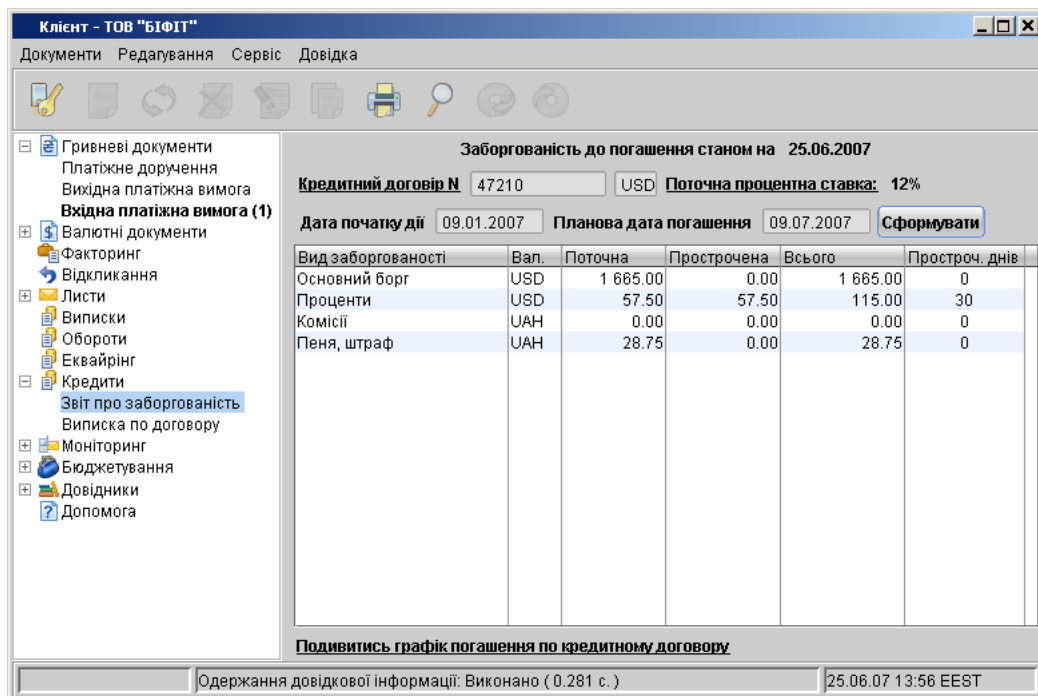 Клієнт - ТОВ "БІФІТ"
Документи Редагування Сервіс Довідка
Гривневі документи
Платіжне доручення
Вихідна платіжна вимога
Вхідна платіжна вимога (1)
Валютні документи
Факторинг
Відкликання
Листи
Виписки
Обороти
Еквайрінг
Кредити
Звіт про заборгованість
Виписка по договору
Моніторинг
Бюджетування
Довідники
Допомога
Заборгованість до погашення станом на 25.06.2007
Кредитний договір N 47210 USD Поточна процентна ставка: 12%
Дата початку дії 09.01.2007 Планова дата погашення 09.07.2007 Сформувати
Вид заборгованості Вал. Поточна Прострочена Всього Простроч. днів
Основний борг USD 1 665.00 0.00 1 665.00 0
Проценти USD 57.50 57.50 115.00 30
Комісії UAH 0.00 0.00 0.00 0
Пеня, штраф UAH 28.75 0.00 28.75 0
Подивитись графік погашення по кредитному договору
Одержання довідкової інформації: Виконано ( 0.281 с. ) 25.06.07 13:56 EEST